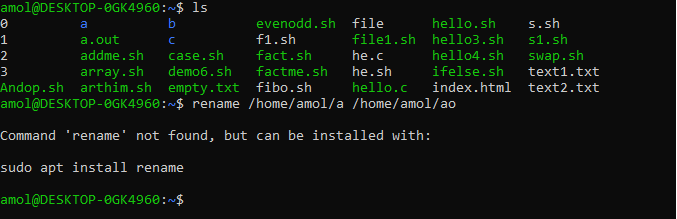 amol@DESKTOP-0GK4960:~$ ls
0 a b evenodd.sh file hello.sh s.sh
1 a.out c f1.sh file1.sh hello3.sh s1.sh
2 addme.sh case.sh fact.sh he.c hello4.sh swap.sh
3 array.sh demo6.sh factme.sh he.sh ifelse.sh text1.txt
Andop.sh arthim.sh empty.txt fibo.sh hello.c index.html text2.txt
amol@DESKTOP-0GK4960:~$ rename /home/amol/a /home/amol/ao
Command 'rename' not found, but can be installed with:
sudo apt install rename
amol@DESKTOP-0GK4960:~$